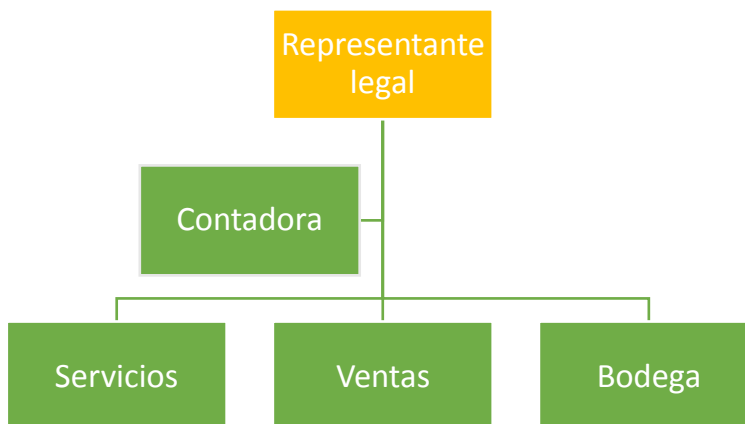 Representante
legal
Contadora
Servicios
Ventas
Bodega